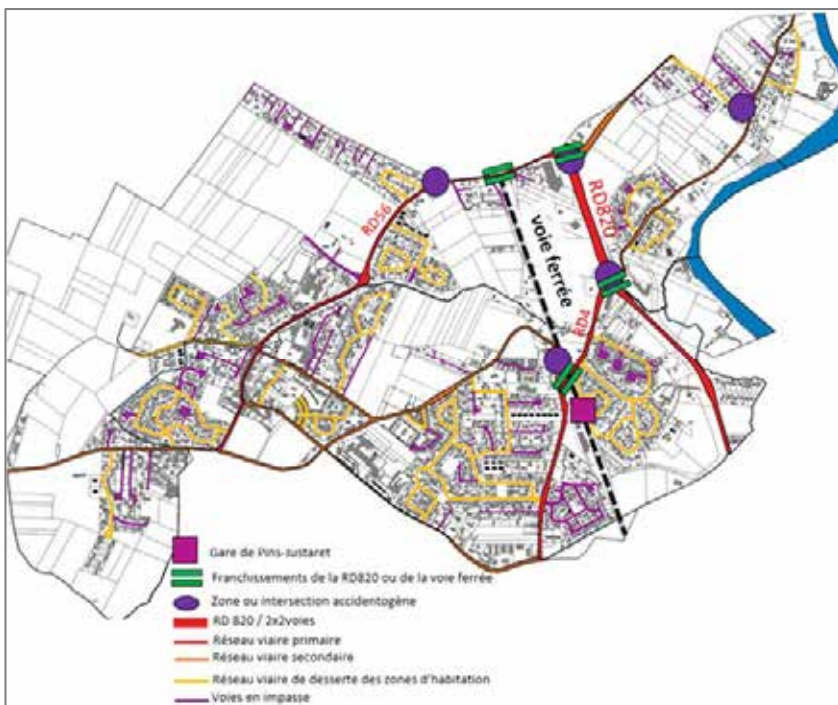 RD56
RD820
voie ferrée
RD4
Gare de Pins-Justaret
Franchissements de la RD820 ou de la voie ferrée
Zone ou intersection accidentogène
RD 820 / 2x2voies
Réseau viaire primaire
Réseau viaire secondaire
Réseau viaire de desserte des zones d'habitation
Voies en impasse